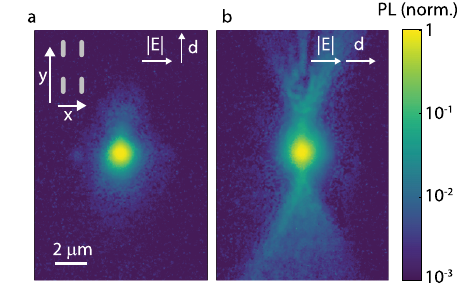 PL (norm.)
a
b
|E|
d
|E|
d
y
x
2 μm
1
10⁻¹
10⁻²
10⁻³